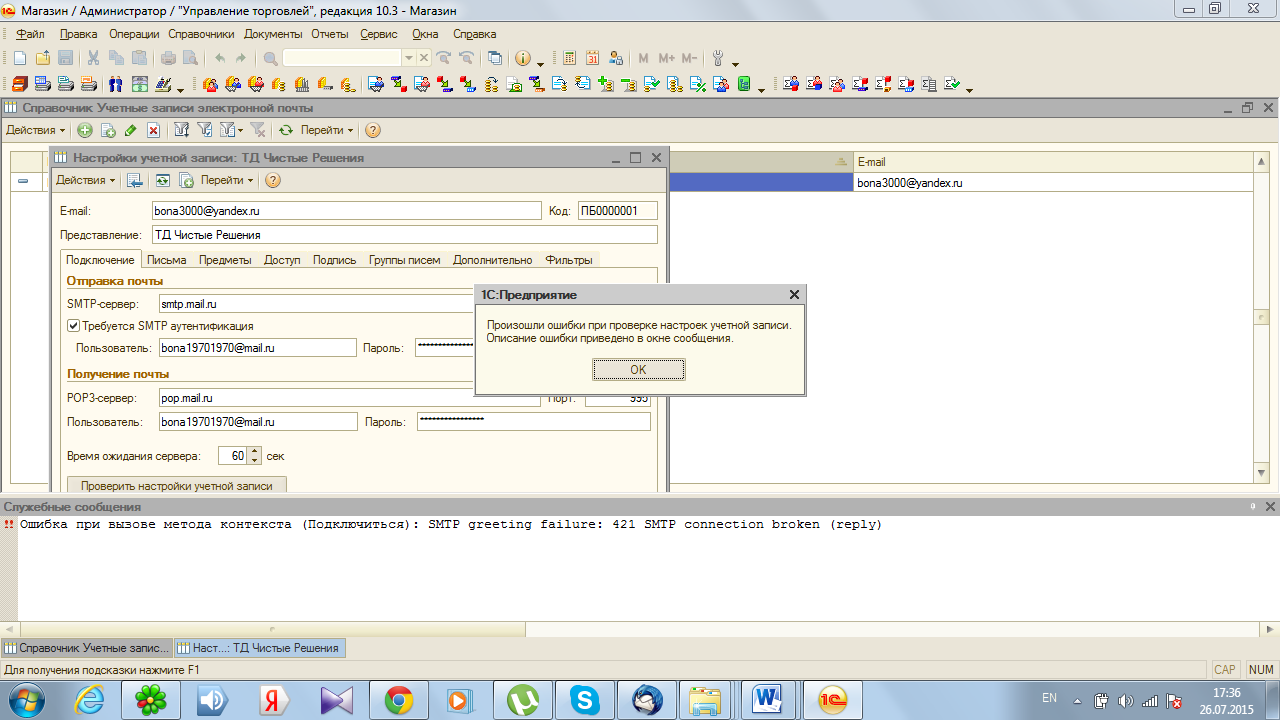 Магазин / Администратор / "Управление торговлей", редакция 10.3 - Магазин
Файл Правка Операции Справочники Документы Отчеты Сервис Окна Справка
M M+ M-
Справочник Учетные записи электронной почты
Действия Перейти
E-mail
bona3000@yandex.ru
Настройки учетной записи: ТД Чистые Решения
Действия Перейти
E-mail: bona3000@yandex.ru Код: ПБ0000001
Представление: ТД Чистые Решения
Подключение Письма Предметы Доступ Подпись Группы писем Дополнительно Фильтры
Отправка почты
SMTP-сервер: smtp.mail.ru
Требуется SMTP аутентификация
Пользователь: bona19701970@mail.ru Пароль:
Получение почты
POP3-сервер: pop.mail.ru Порт: 995
Пользователь: bona19701970@mail.ru Пароль: ****************
Время ожидания сервера: 60 сек
Проверить настройки учетной записи
1С:Предприятие
Произошли ошибки при проверке настроек учетной записи.
Описание ошибки приведено в окне сообщения.
OK
Служебные сообщения
!! Ошибка при вызове метода контекста (Подключиться): SMTP greeting failure: 421 SMTP connection broken (reply)
Справочник Учетные запис... Наст...: ТД Чистые Решения
Для получения подсказки нажмите F1
CAP NUM
EN
17:36
26.07.2015